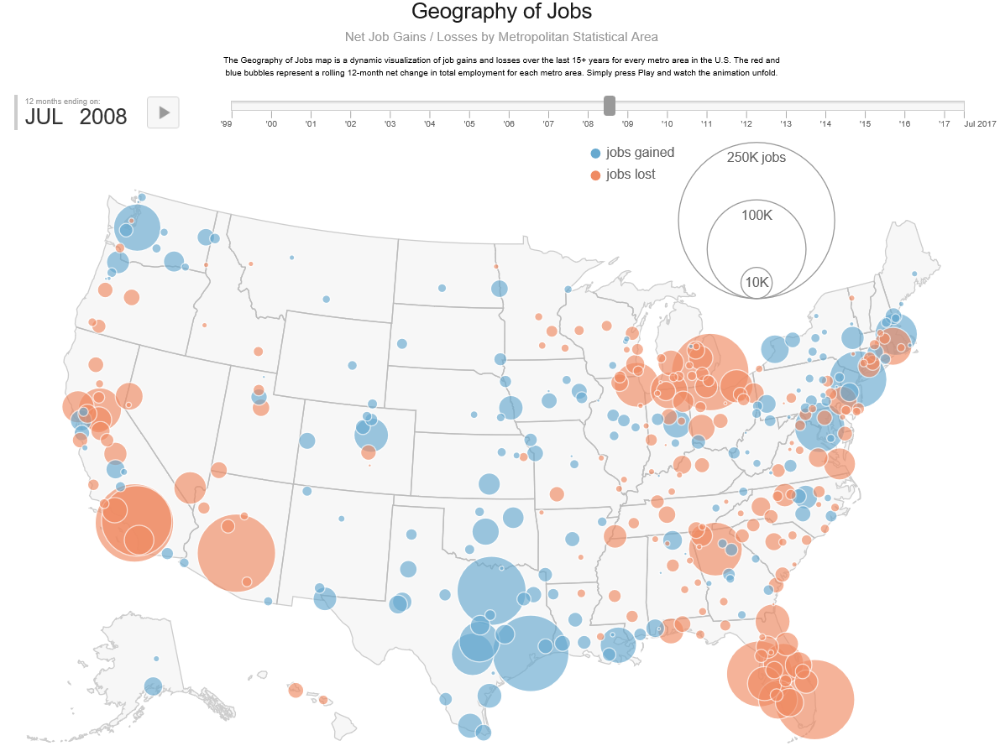 Geography of Jobs
Net Job Gains / Losses by Metropolitan Statistical Area
The Geography of Jobs map is a dynamic visualization of job gains and losses over the last 15+ years for every metro area in the U.S. The red and
blue bubbles represent a rolling 12-month net change in total employment for each metro area. Simply press Play and watch the animation unfold.
12 months ending on:
JUL 2008
'99 '00 '01 '02 '03 '04 '05 '06 '07 '08 '09 '10 '11 '12 '13 '14 '15 '16 '17 Jul 2017
jobs gained
jobs lost
250K jobs
100K
10K